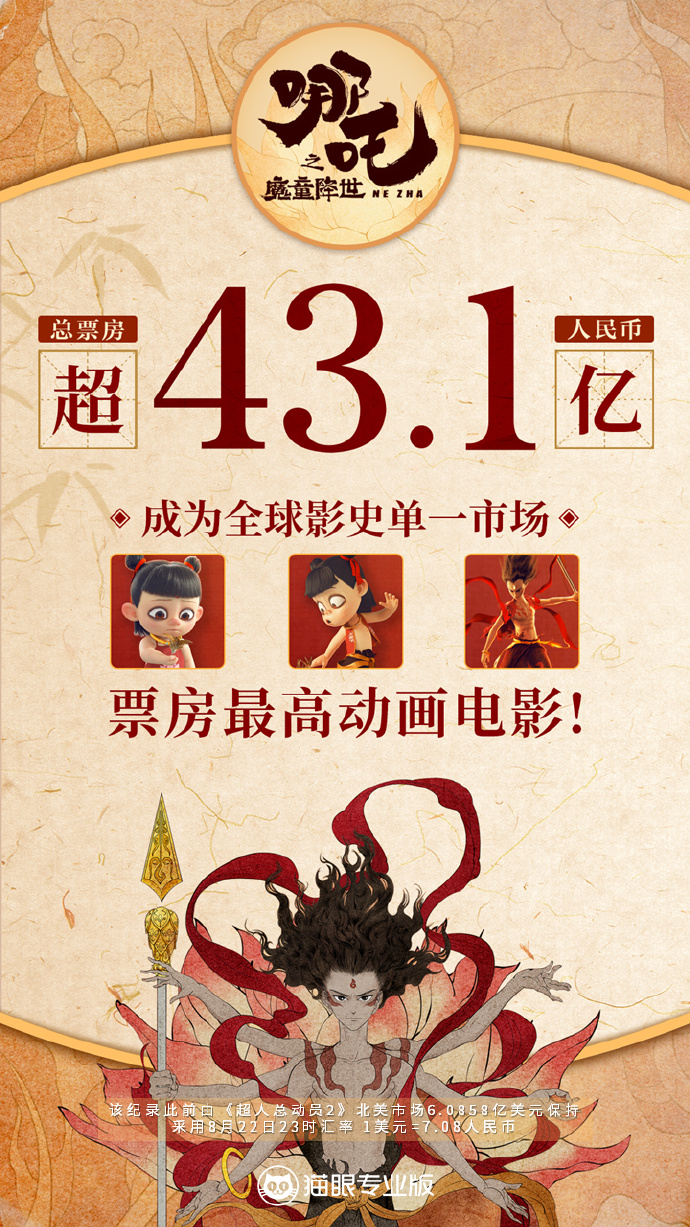 哪吒
之
魔童降世 NE ZHA
总票房
超
43.1
人民币
亿
成为全球影史单一市场
票房最高动画电影!
该纪录此前由《超人总动员2》北美市场6.0858亿美元保持
采用8月22日23时汇率 1美元=7.08人民币
猫眼专业版